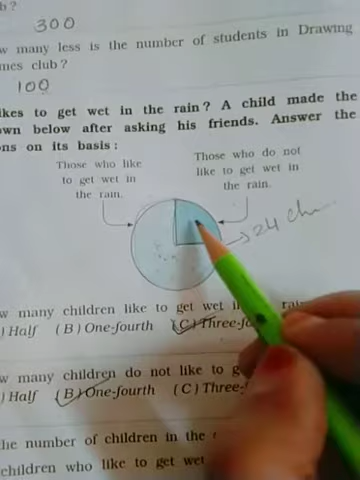 b ?
300
w many less is the number of students in Drawing
mes club ?
100
ikes to get wet in the rain ? A child made the
own below after asking his friends. Answer the
ons on its basis :
Those who like
to get wet in
the rain.
Those who do not
like to get wet in
the rain.
24
w many children like to get wet
) Half (B) One-fourth (C)
w many children do not like to
) Half (B) One-fourth (C) Three-
the number of children in the
children who like to get wet